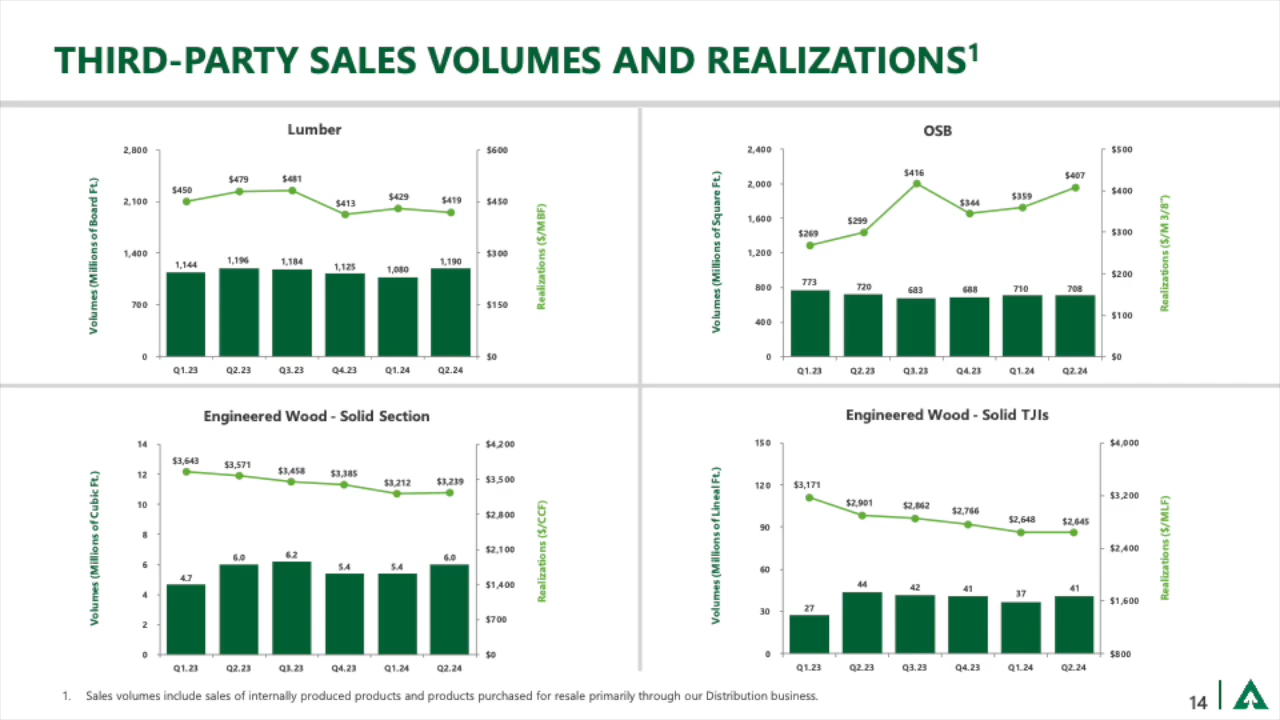 THIRD-PARTY SALES VOLUMES AND REALIZATIONS¹
Lumber
Volumes (Millions of Board Ft.)
2,800
2,100
1,400
700
0
$600
$450
$300
$150
$0
Realizations ($/MBF)
$450
$479
$481
$413
$429
$419
1,144
1,196
1,184
1,125
1,080
1,190
Q1.23
Q2.23
Q3.23
Q4.23
Q1.24
Q2.24
OSB
Volumes (Millions of Square Ft.)
2,400
2,000
1,600
1,200
800
400
0
$500
$400
$300
$200
$100
$0
Realizations ($/M 3/8")
$269
$299
$416
$344
$359
$407
773
720
683
688
710
708
Q1.23
Q2.23
Q3.23
Q4.23
Q1.24
Q2.24
Engineered Wood - Solid Section
Volumes (Millions of Cubic Ft.)
14
12
10
8
6
4
2
0
$4,200
$3,500
$2,800
$2,100
$1,400
$700
$0
Realizations ($/CCF)
$3,643
$3,571
$3,458
$3,385
$3,212
$3,239
4.7
6.0
6.2
5.4
5.4
6.0
Q1.23
Q2.23
Q3.23
Q4.23
Q1.24
Q2.24
Engineered Wood - Solid TJIs
Volumes (Millions of Lineal Ft.)
150
120
90
60
30
0
$4,000
$3,200
$2,400
$1,600
$800
Realizations ($/MLF)
$3,171
$2,901
$2,862
$2,766
$2,648
$2,645
27
44
42
41
37
41
Q1.23
Q2.23
Q3.23
Q4.23
Q1.24
Q2.24
1. Sales volumes include sales of internally produced products and products purchased for resale primarily through our Distribution business.
14